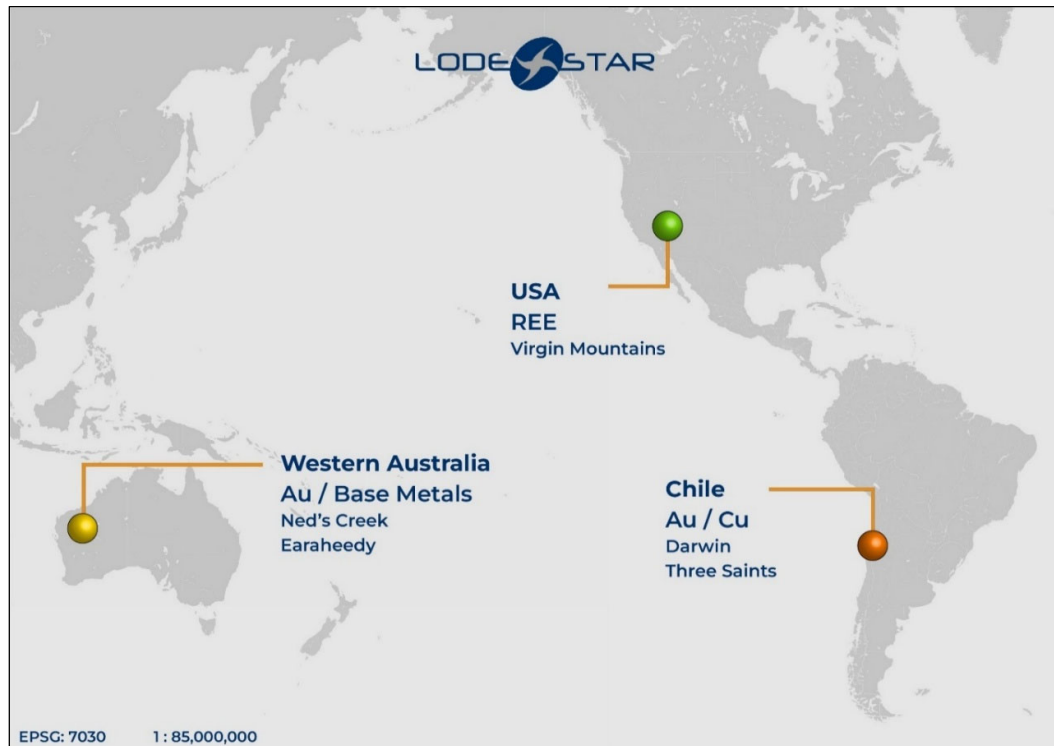 LODESTAR
USA
REE
Virgin Mountains
Western Australia
Au / Base Metals
Ned's Creek
Earaheedy
Chile
Au / Cu
Darwin
Three Saints
EPSG: 7030 1 : 85,000,000